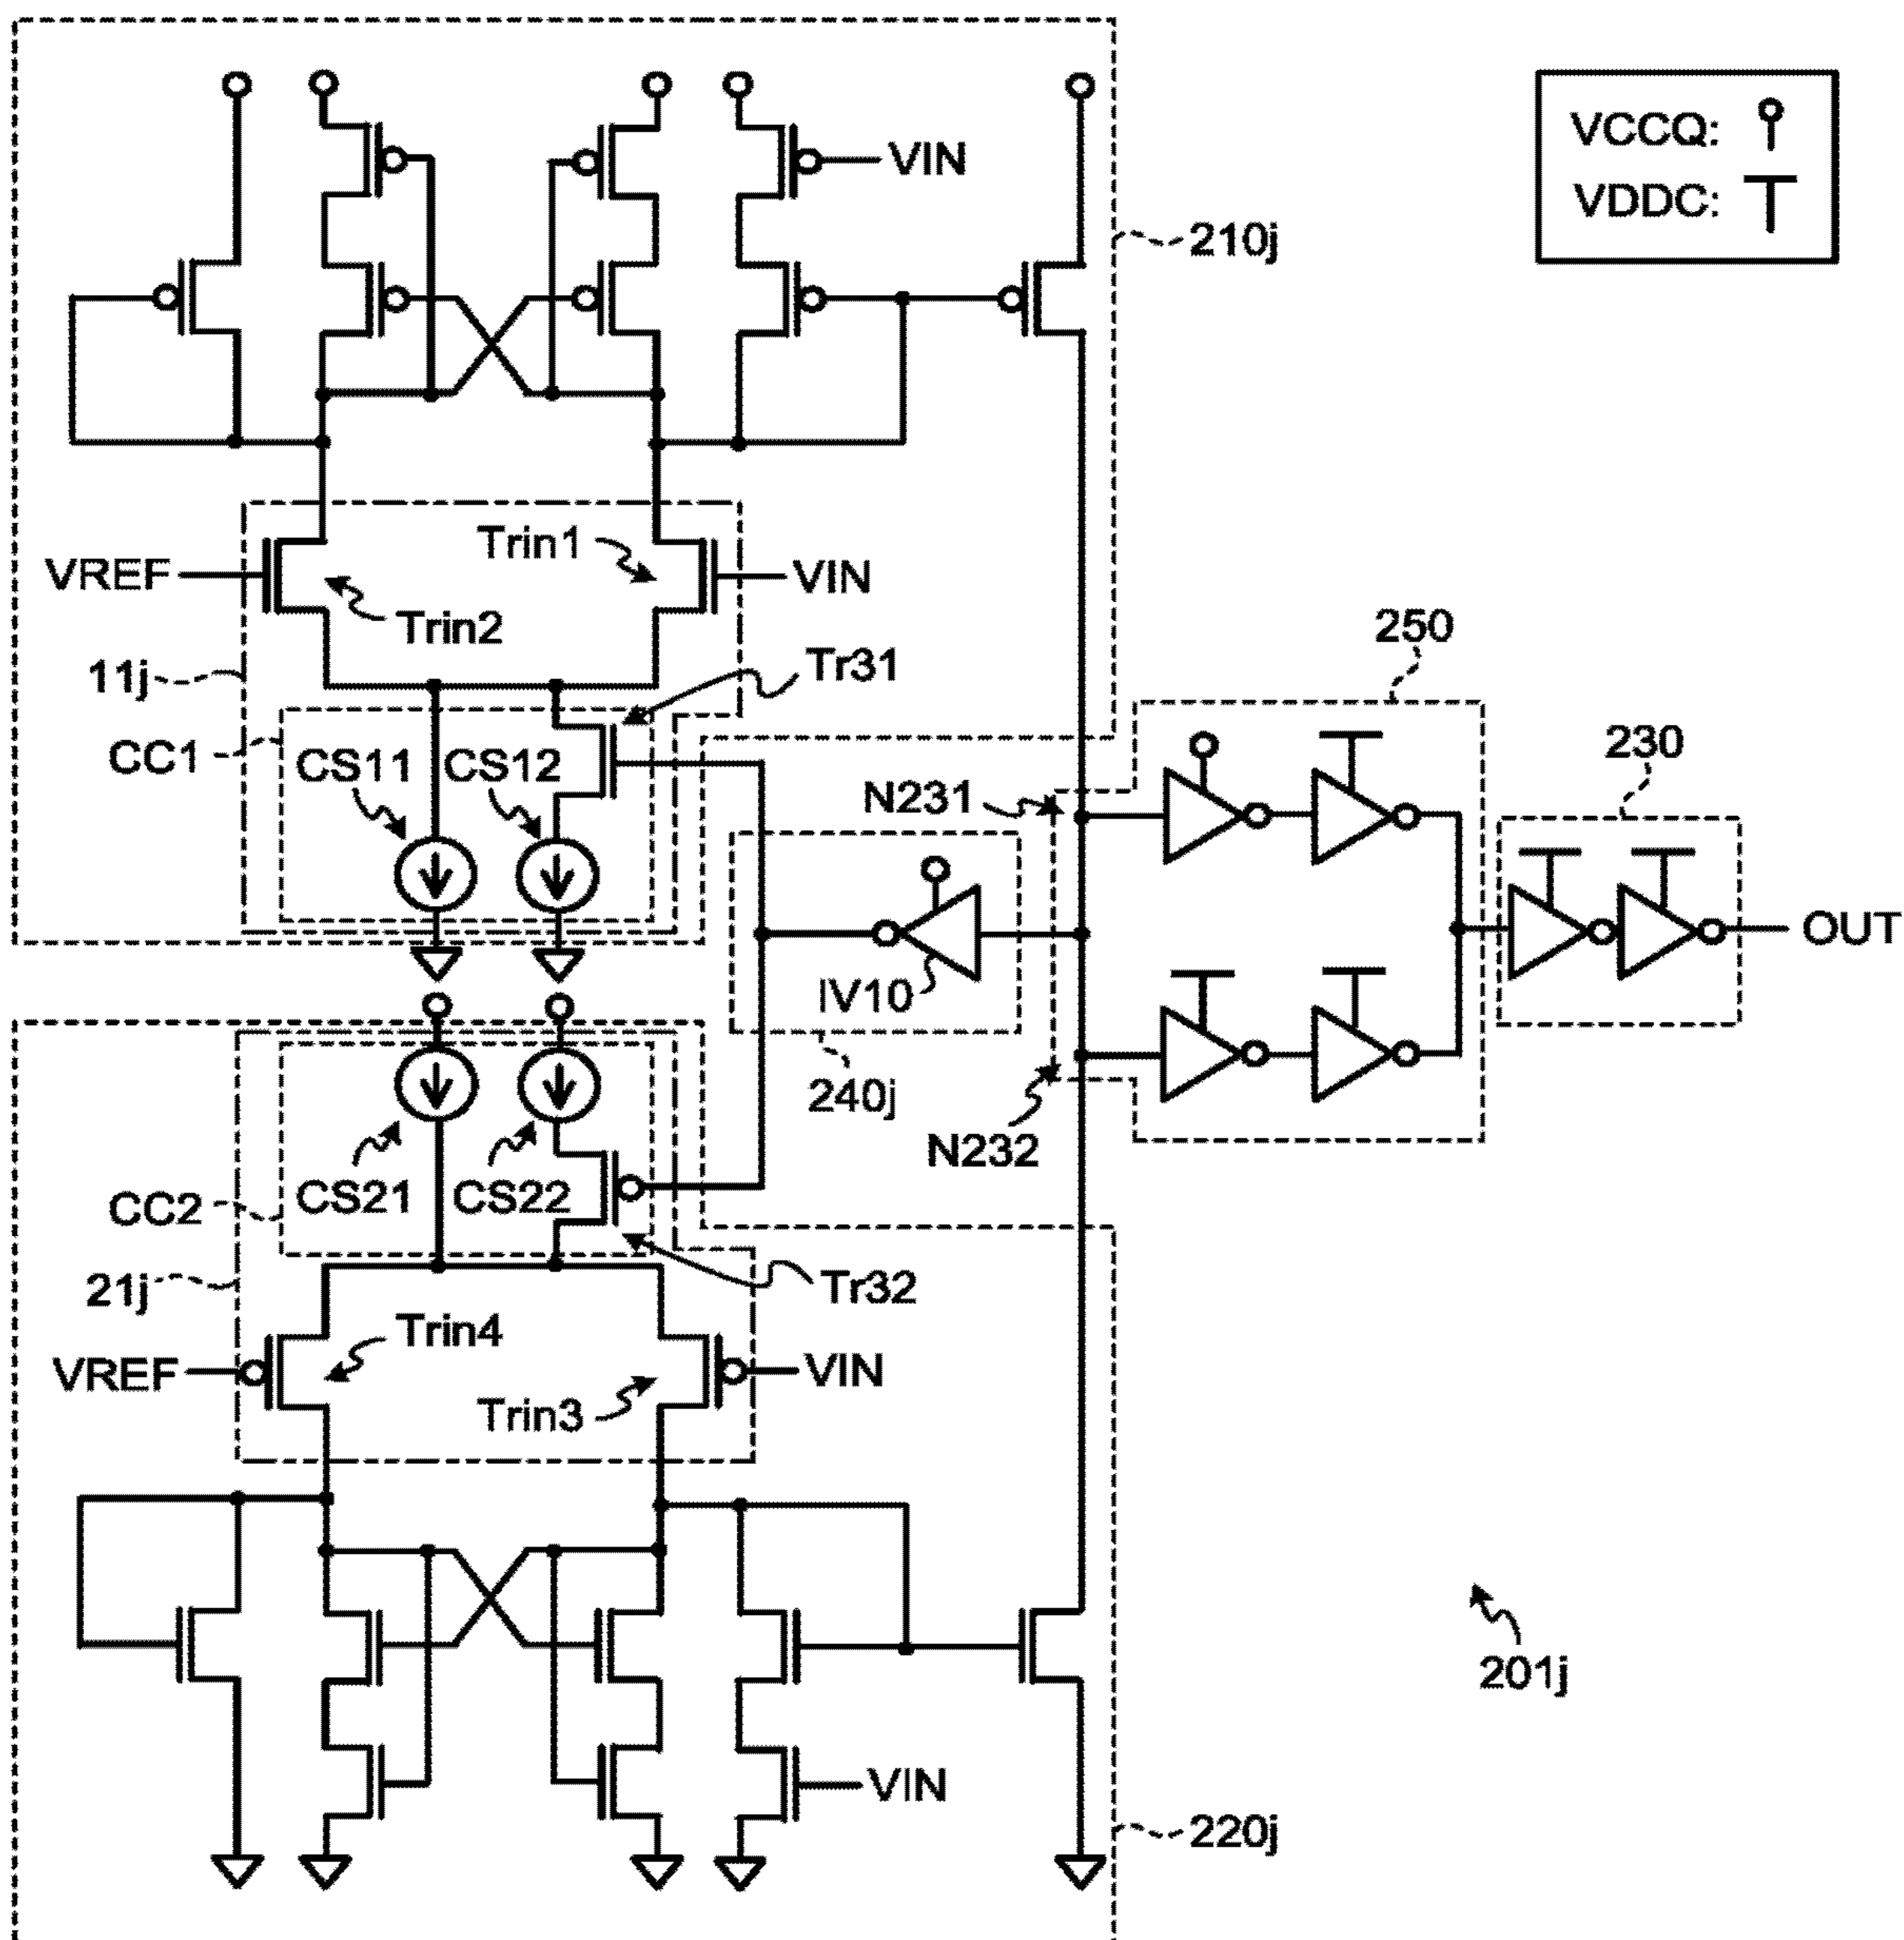 VCCQ:
VDDC:
VIN
210j
VREF
Trin1
VIN
Trin2
11j
Tr31
250
CC1
CS11
CS12
N231
230
OUT
IV10
240j
N232
CC2
CS21
CS22
21j
Tr32
Trin4
VREF
VIN
Trin3
201j
VIN
220j